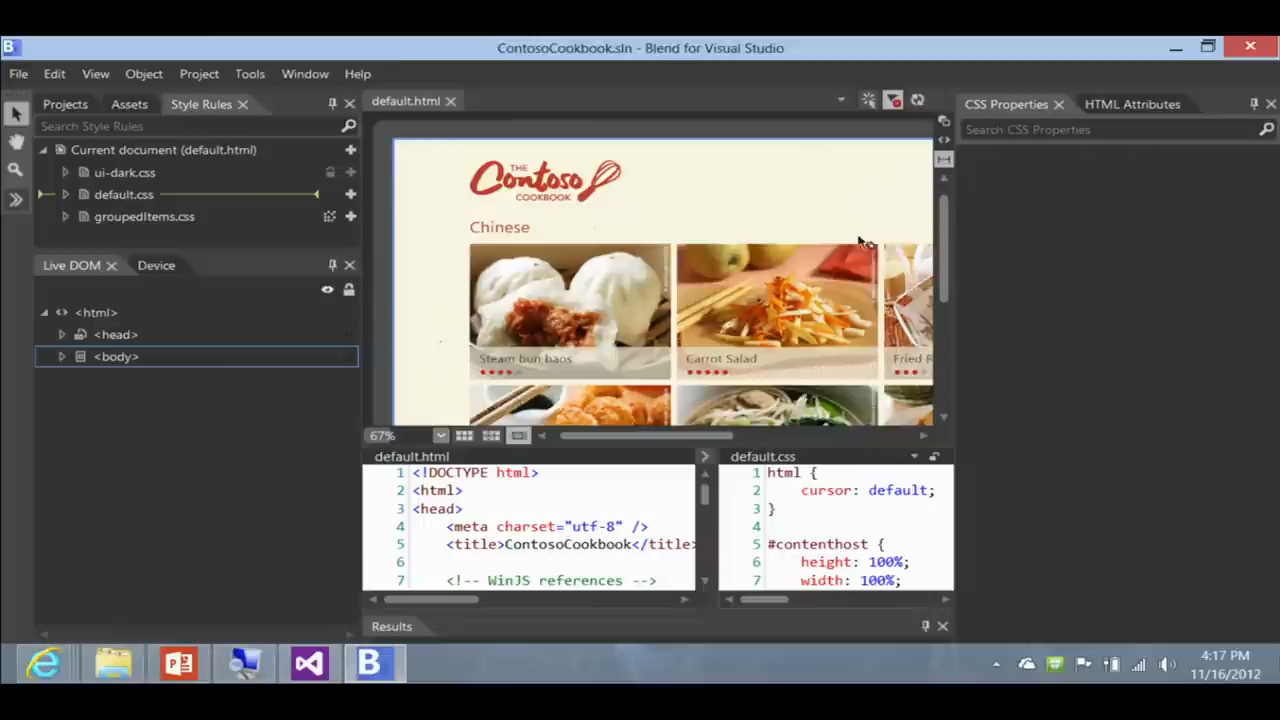 B
ContosoCookbook.sln - Blend for Visual Studio
File Edit View Object Project Tools Window Help
Projects Assets Style Rules
default.html
CSS Properties HTML Attributes
Search Style Rules
Search CSS Properties
Current document (default.html)
ui-dark.css
default.css
groupedItems.css
Live DOM Device
<html>
<head>
<body>
THE
Contoso
COOKBOOK
Chinese
Steam bun baos
Carrot Salad
Fried R
67%
default.html
1 <!DOCTYPE html>
2 <html>
3 <head>
4 <meta charset="utf-8" />
5 <title>ContosoCookbook</title>
6
7 <!-- WinJS references -->
default.css
1 html {
2 cursor: default;
3 }
4
5 #contenthost {
6 height: 100%;
7 width: 100%;
Results
B
4:17 PM
11/16/2012